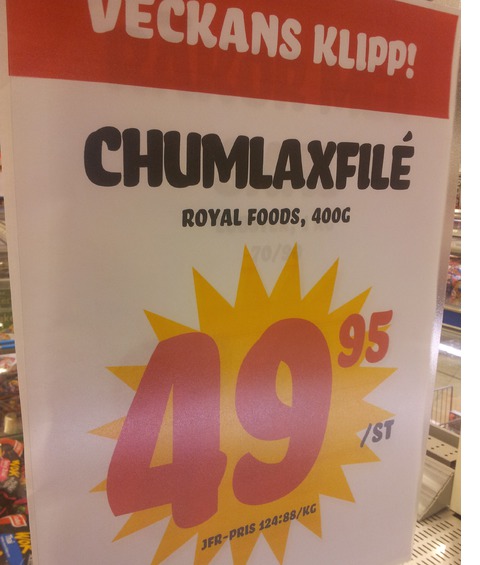 VECKANS KLIPP!
CHUMLAXFILÉ
ROYAL FOODS, 400G
49 95
/ST
JFR-PRIS 124:88/KG